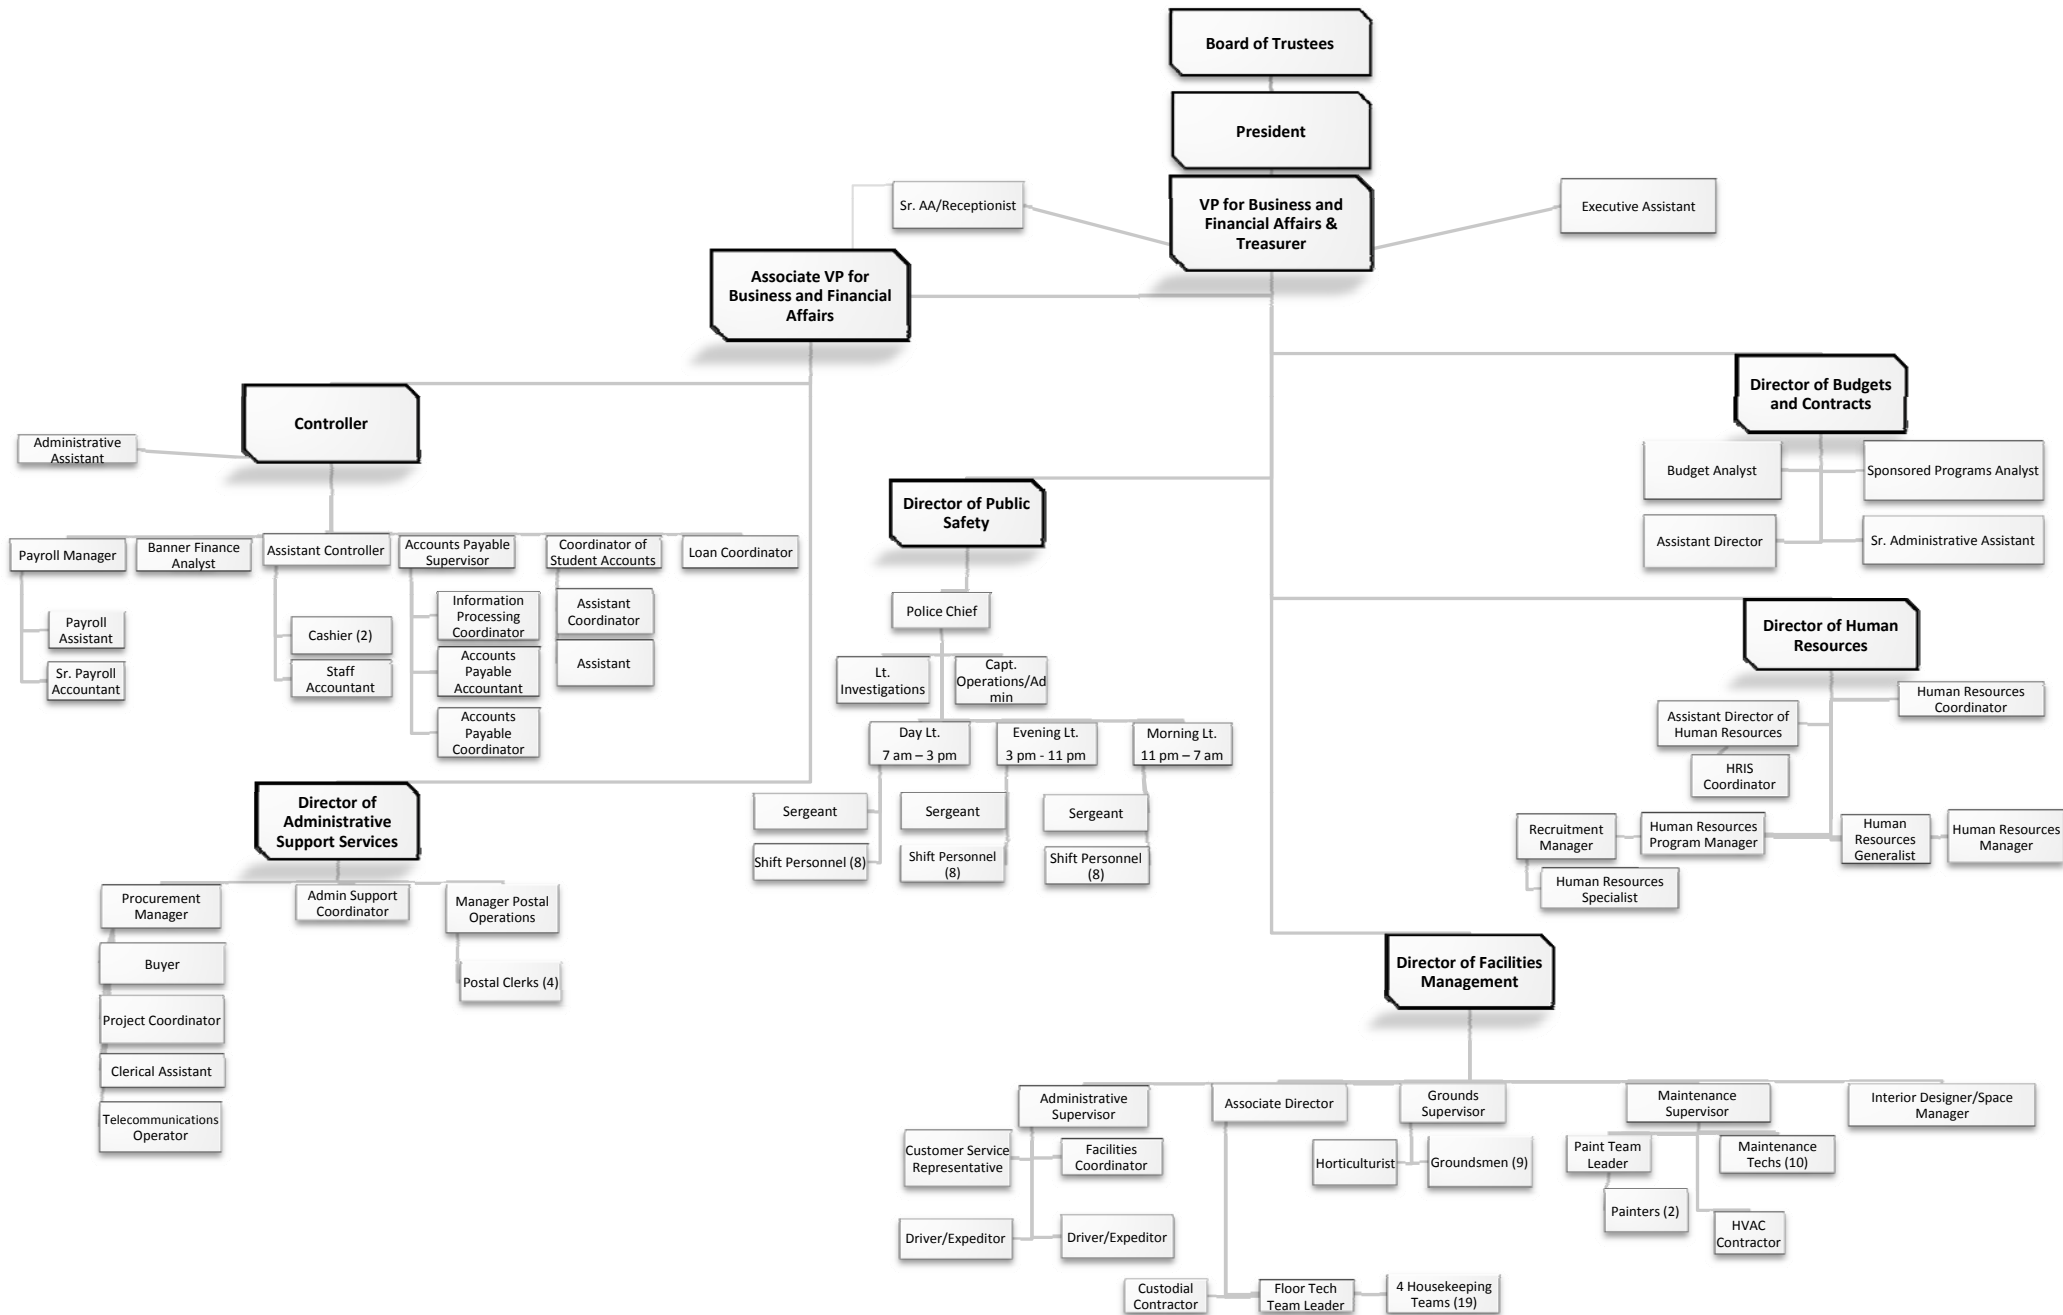 Board of Trustees
President
VP for Business and
Financial Affairs &
Treasurer
Sr. AA/Receptionist
Executive Assistant
Associate VP for
Business and Financial
Affairs
Controller
Administrative
Assistant
Payroll Manager
Payroll
Assistant
Sr. Payroll
Accountant
Banner Finance
Analyst
Assistant Controller
Cashier (2)
Staff
Accountant
Accounts Payable
Supervisor
Information
Processing
Coordinator
Accounts
Payable
Accountant
Accounts
Payable
Coordinator
Coordinator of
Student Accounts
Assistant
Coordinator
Assistant
Loan Coordinator
Director of
Administrative
Support Services
Procurement
Manager
Buyer
Project Coordinator
Clerical Assistant
Telecommunications
Operator
Admin Support
Coordinator
Manager Postal
Operations
Postal Clerks (4)
Director of Public
Safety
Police Chief
Lt.
Investigations
Capt.
Operations/Ad
min
Day Lt.
7 am – 3 pm
Sergeant
Shift Personnel (8)
Evening Lt.
3 pm - 11 pm
Sergeant
Shift Personnel
(8)
Morning Lt.
11 pm – 7 am
Sergeant
Shift Personnel
(8)
Director of Budgets
and Contracts
Budget Analyst
Sponsored Programs Analyst
Assistant Director
Sr. Administrative Assistant
Director of Human
Resources
Human Resources
Coordinator
Assistant Director of
Human Resources
HRIS
Coordinator
Recruitment
Manager
Human Resources
Specialist
Human Resources
Program Manager
Human
Resources
Generalist
Human Resources
Manager
Director of Facilities
Management
Administrative
Supervisor
Customer Service
Representative
Facilities
Coordinator
Driver/Expeditor
Driver/Expeditor
Associate Director
Custodial
Contractor
Floor Tech
Team Leader
4 Housekeeping
Teams (19)
Grounds
Supervisor
Horticulturist
Groundsmen (9)
Maintenance
Supervisor
Paint Team
Leader
Painters (2)
Maintenance
Techs (10)
HVAC
Contractor
Interior Designer/Space
Manager